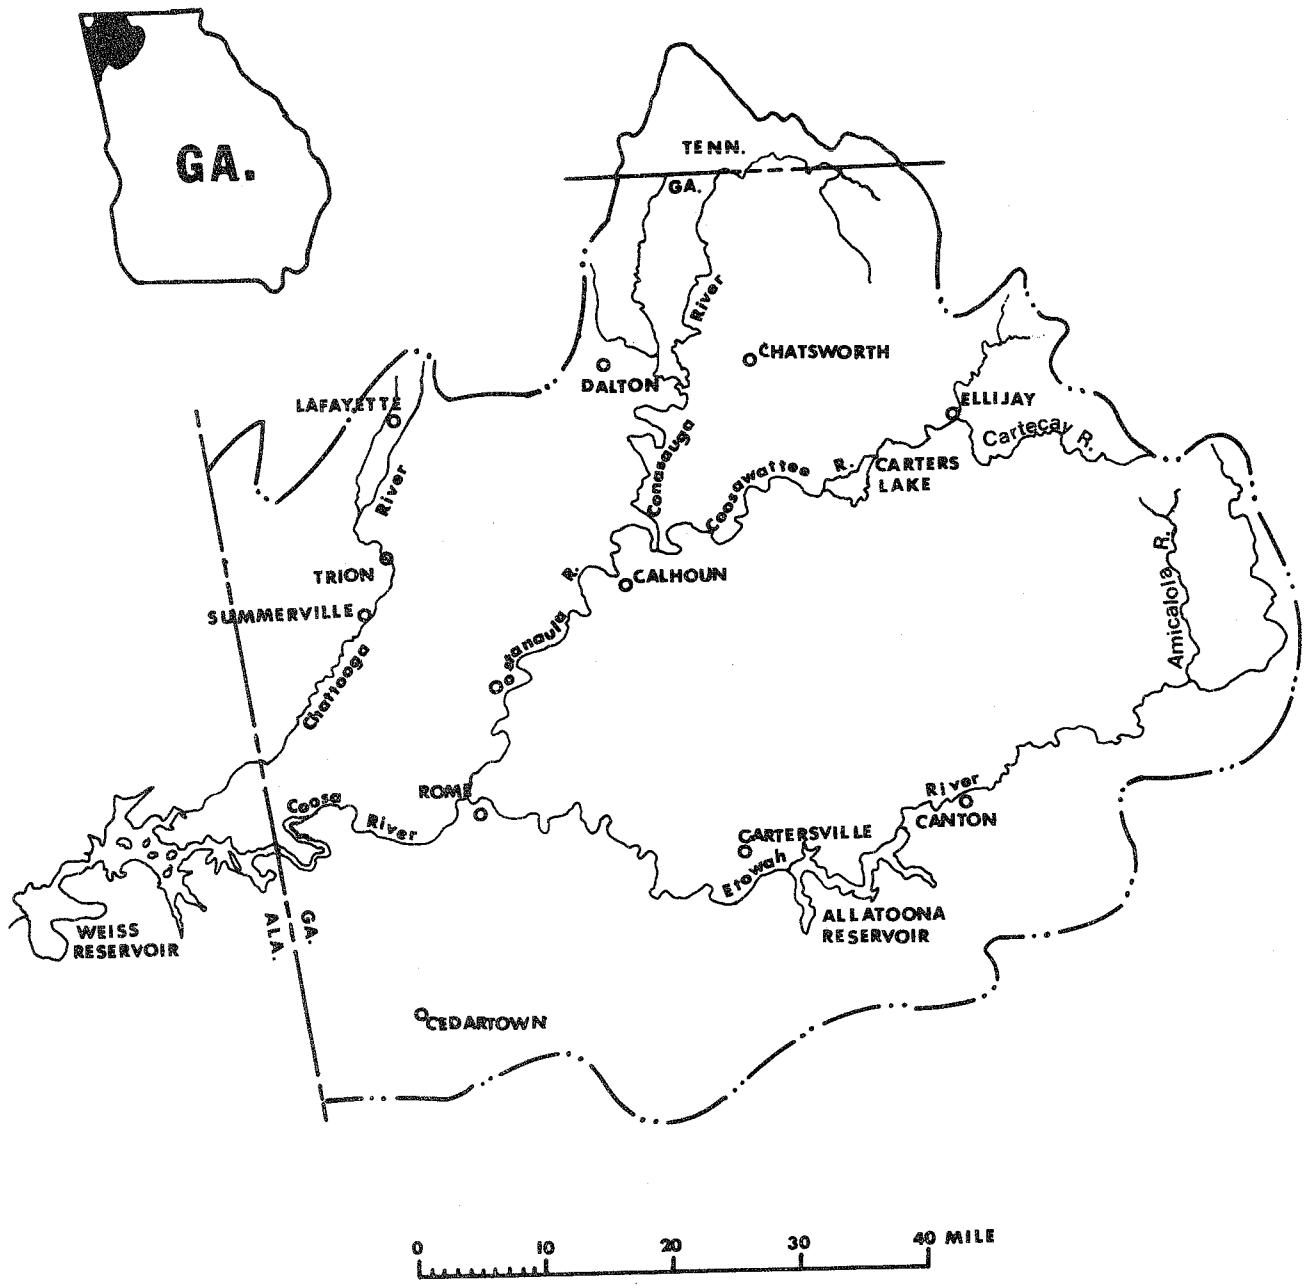 GA.
TENN.
GA.
River
CHATSWORTH
DALTON
LAFAYETTE
ELLIJAY
Cartecay R.
Conasauga
Coosawattee R.
CARTERS
LAKE
River
TRION
CALHOUN
R.
SUMMERVILLE
Oostanaula
Amicalola R.
Chattooga
ROME
Coosa
River
River
CANTON
CARTERSVILLE
Etowah
ALLATOONA
RESERVOIR
WEISS
RESERVOIR
GA.
ALA.
CEDARTOWN
0 10 20 30 40 MILE